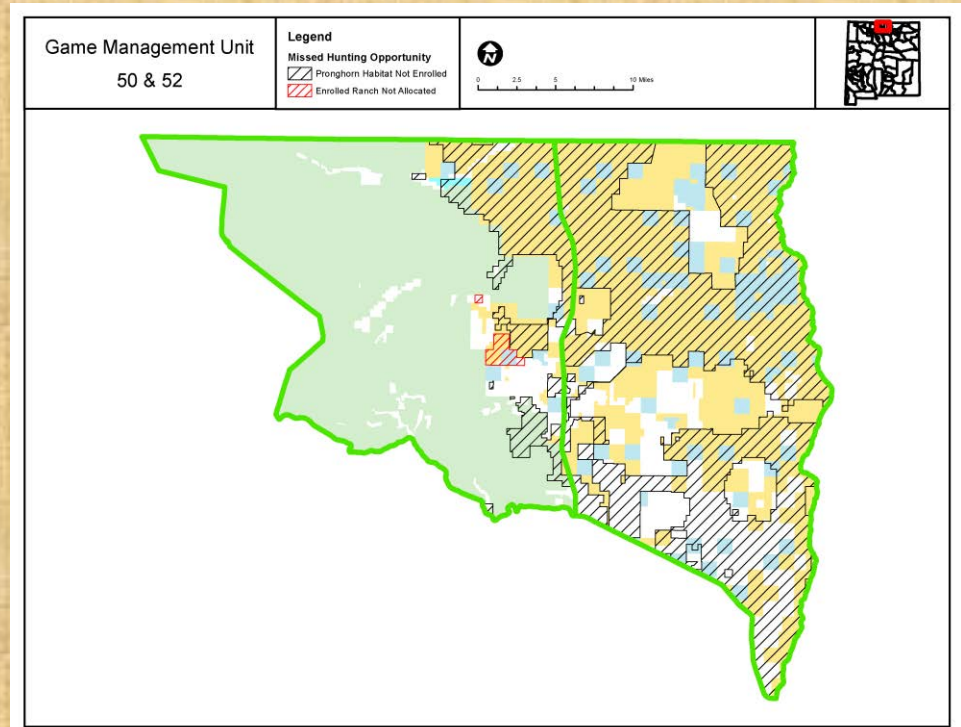 Game Management Unit
50 & 52
Legend
Missed Hunting Opportunity
Pronghorn Habitat Not Enrolled
Enrolled Ranch Not Allocated
N
0 2.5 5 10 Miles